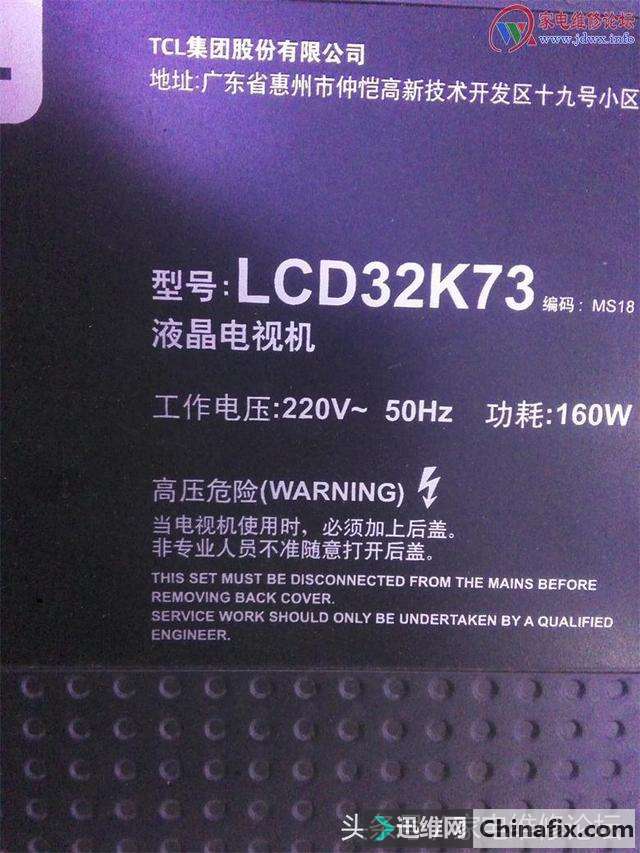 家电维修论坛
www.jdwx.info
TCL集团股份有限公司
地址:广东省惠州市仲恺高新技术开发区十九号小区
型号:LCD32K73 编码: MS18
液晶电视机
工作电压:220V~ 50Hz 功耗:160W
高压危险(WARNING)
当电视机使用时，必须加上后盖。
非专业人员不准随意打开后盖。
THIS SET MUST BE DISCONNECTED FROM THE MAINS BEFORE
REMOVING BACK COVER.
SERVICE WORK SHOULD ONLY BE UNDERTAKEN BY A QUALIFIED
ENGINEER.
头条 家电维修论坛
迅维网 Chinafix.com